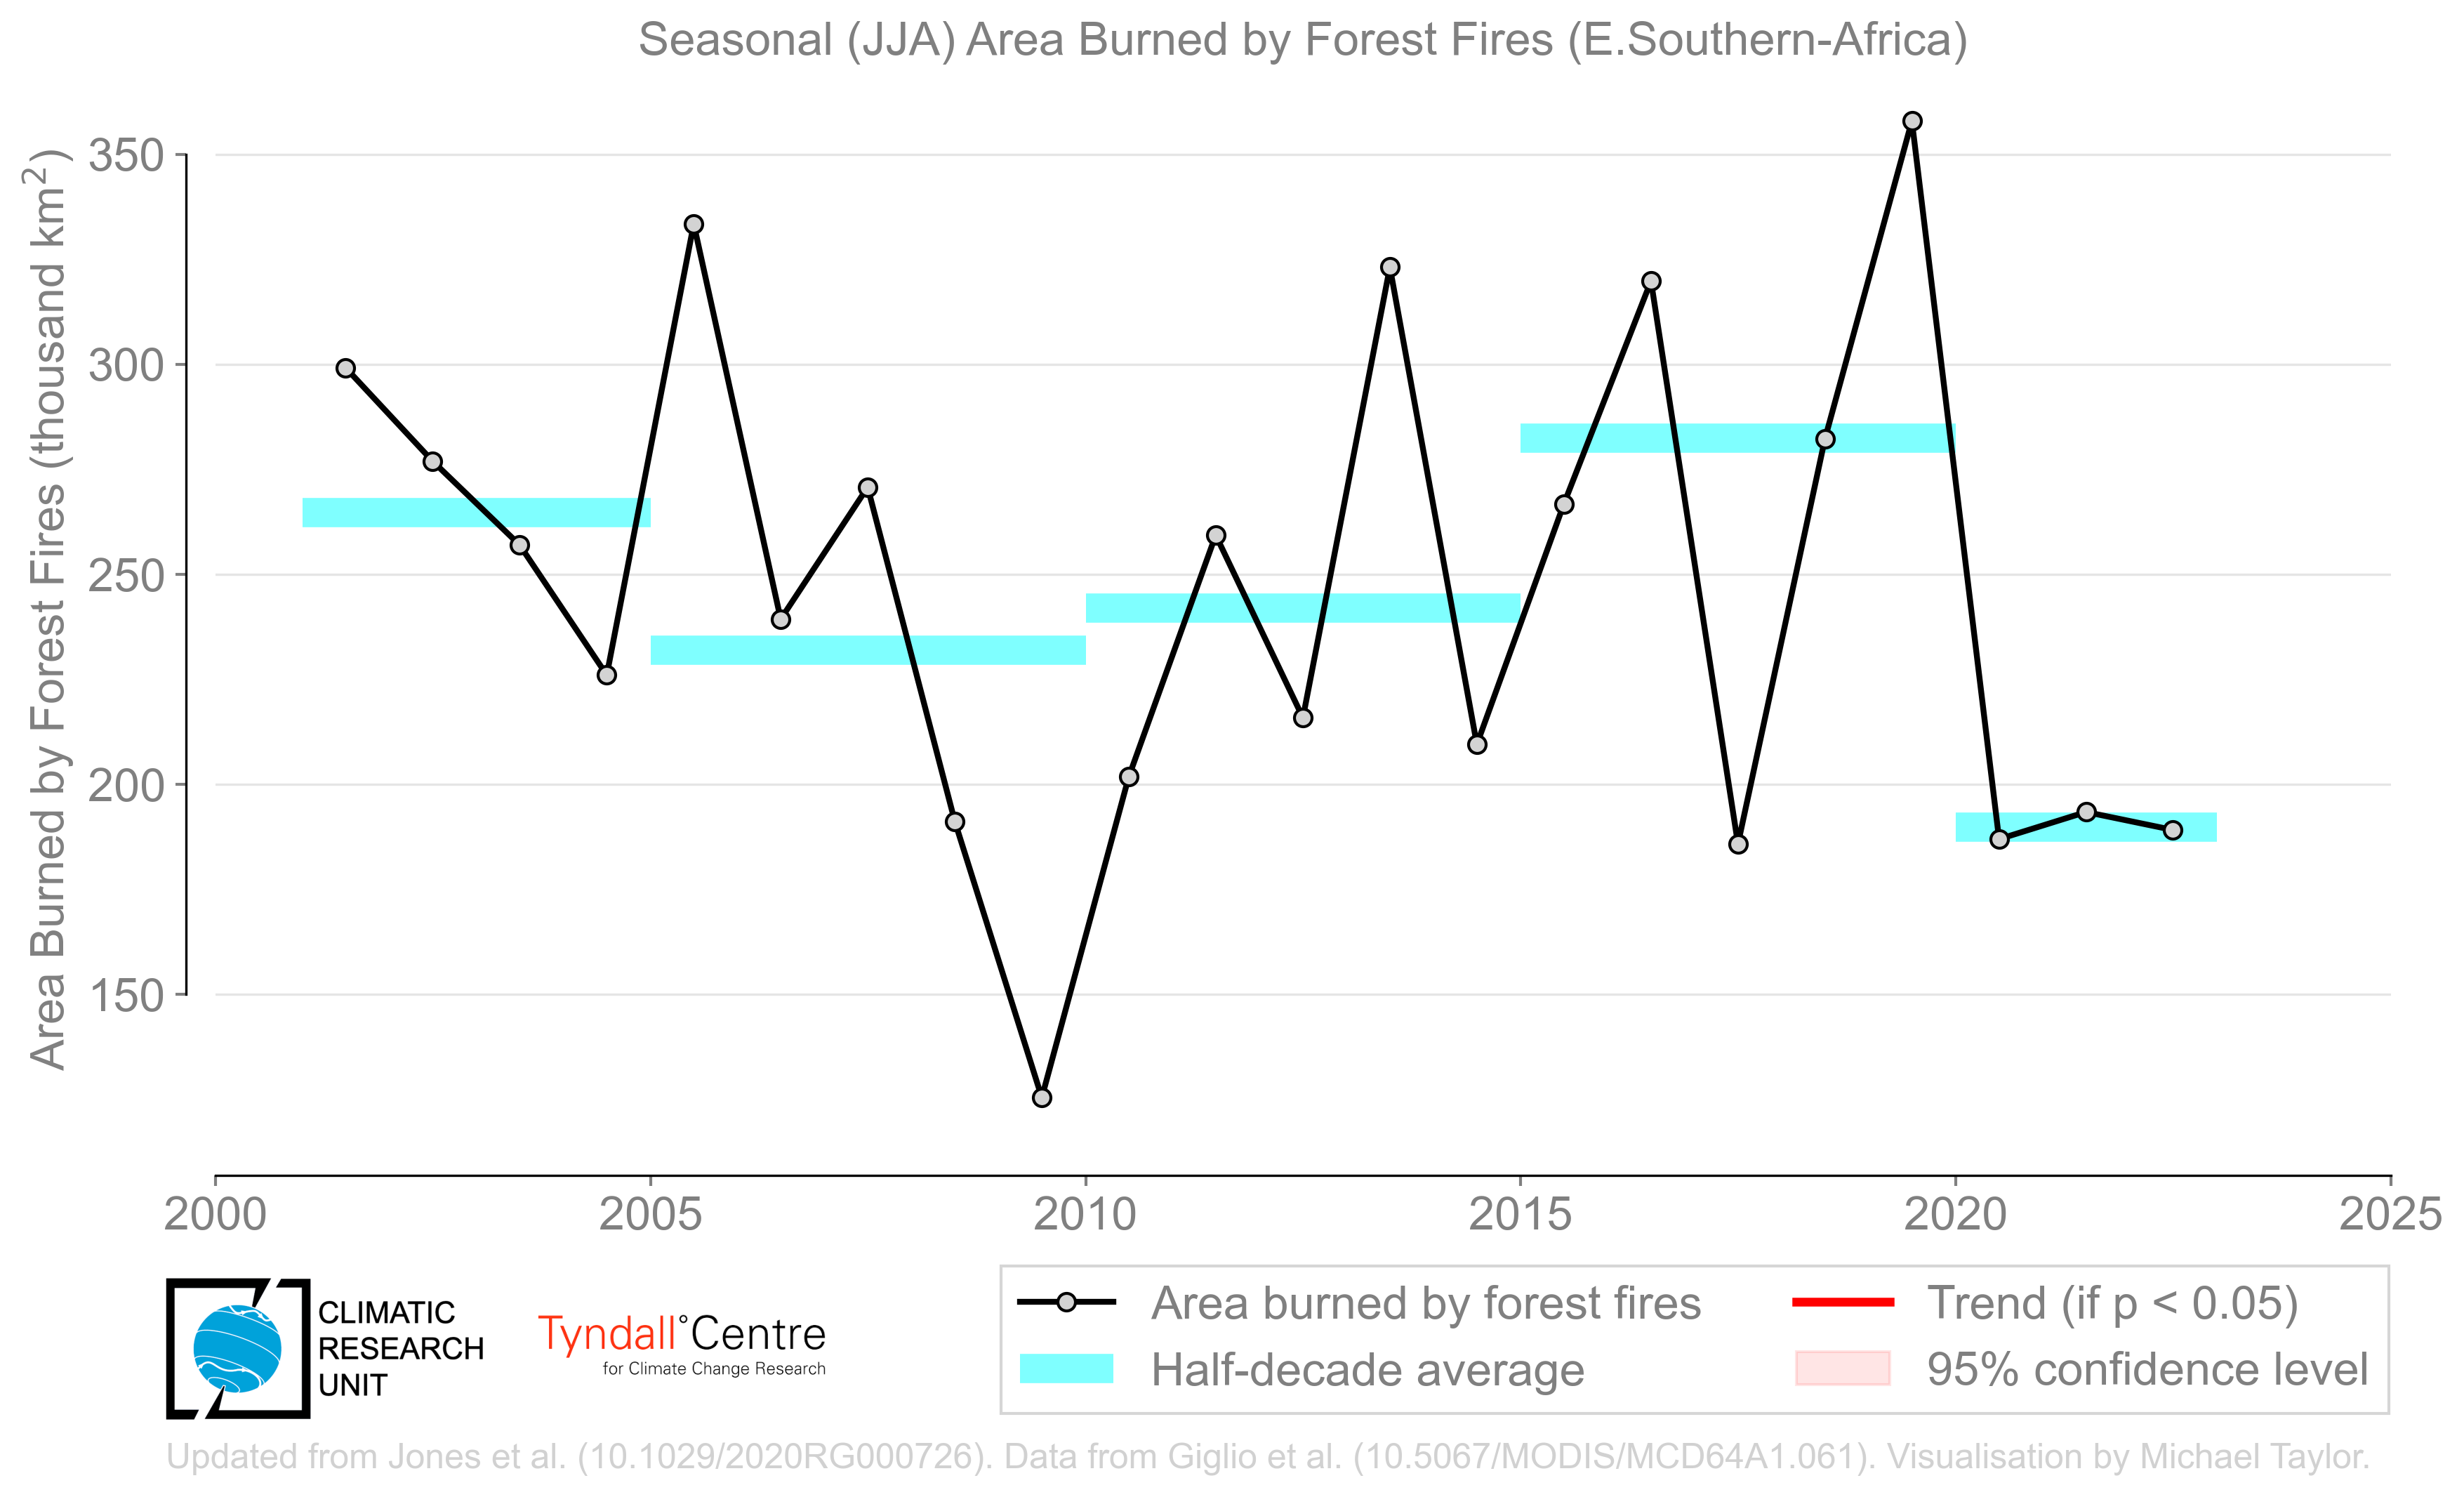 Seasonal (JJA) Area Burned by Forest Fires (E.Southern-Africa)
Area Burned by Forest Fires (thousand km²)
350
300
250
200
150
2000
2005
2010
2015
2020
2025
CLIMATIC
RESEARCH
UNIT
Tyndall°Centre
for Climate Change Research
Area burned by forest fires
Half-decade average
Trend (if p < 0.05)
95% confidence level
Updated from Jones et al. (10.1029/2020RG000726). Data from Giglio et al. (10.5067/MODIS/MCD64A1.061). Visualisation by Michael Taylor.